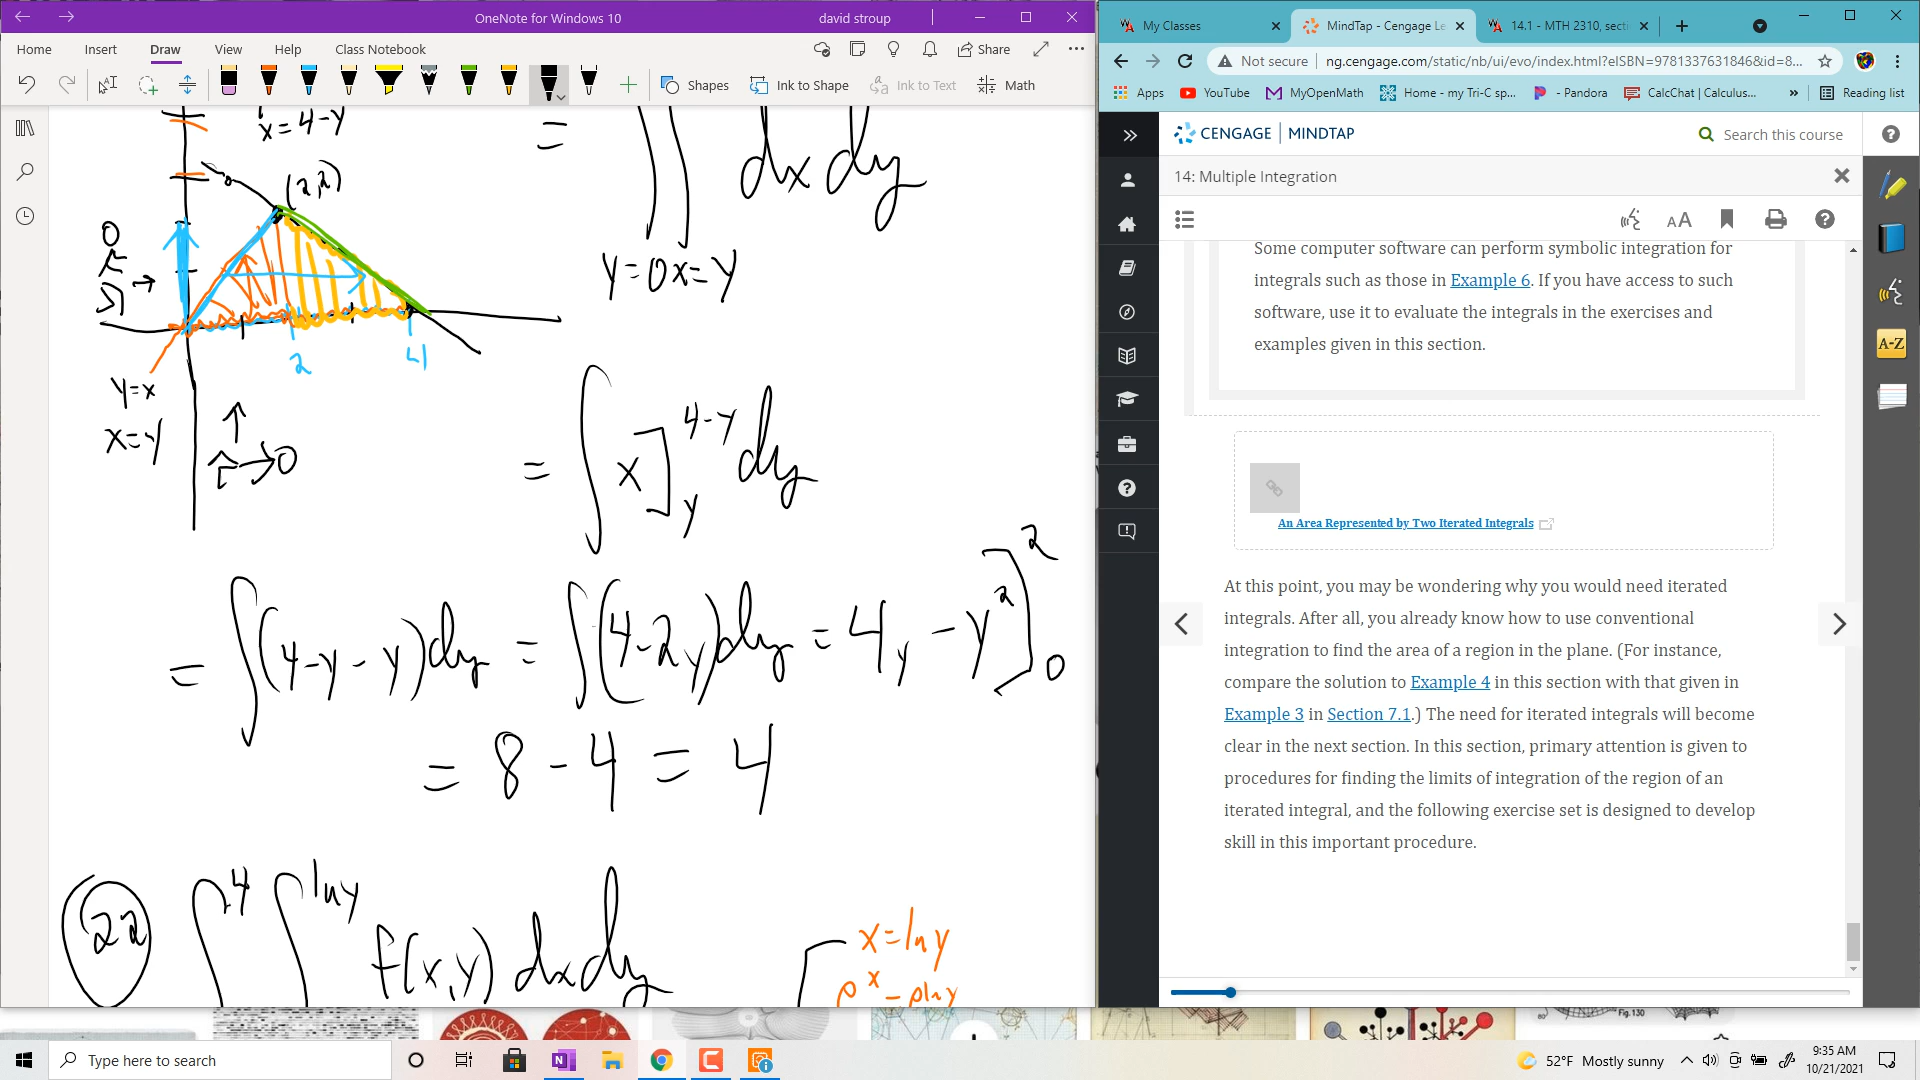 OneNote for Windows 10
david stroup
Home Insert Draw View Help Class Notebook
Share
Shapes Ink to Shape Ink to Text Math
x = 4-y
= ∫∫ dx dy
y=0 x=y
(2,2)
2 4
y=x
x=y
0
= ∫ x]
4-y
y
dy
= ∫(4-y-y)dy = ∫(4-2y)dy = 4y - y²]
2
0
= 8 - 4 = 4
22
∫4 ∫ln y f(x,y) dx dy
x = ln y
My Classes
MindTap - Cengage Le
14.1 - MTH 2310, secti
Not secure ng.cengage.com/static/nb/ui/evo/index.html?eISBN=9781337631846&id=8...
Apps YouTube MyOpenMath Home - my Tri-C sp... - Pandora CalcChat | Calculus... » Reading list
CENGAGE | MINDTAP
Search this course
14: Multiple Integration
AA
Some computer software can perform symbolic integration for
integrals such as those in Example 6. If you have access to such
software, use it to evaluate the integrals in the exercises and
examples given in this section.
An Area Represented by Two Iterated Integrals
At this point, you may be wondering why you would need iterated
integrals. After all, you already know how to use conventional
integration to find the area of a region in the plane. (For instance,
compare the solution to Example 4 in this section with that given in
Example 3 in Section 7.1.) The need for iterated integrals will become
clear in the next section. In this section, primary attention is given to
procedures for finding the limits of integration of the region of an
iterated integral, and the following exercise set is designed to develop
skill in this important procedure.
A-Z
Fig.130
Type here to search
52°F Mostly sunny
9:35 AM
10/21/2021